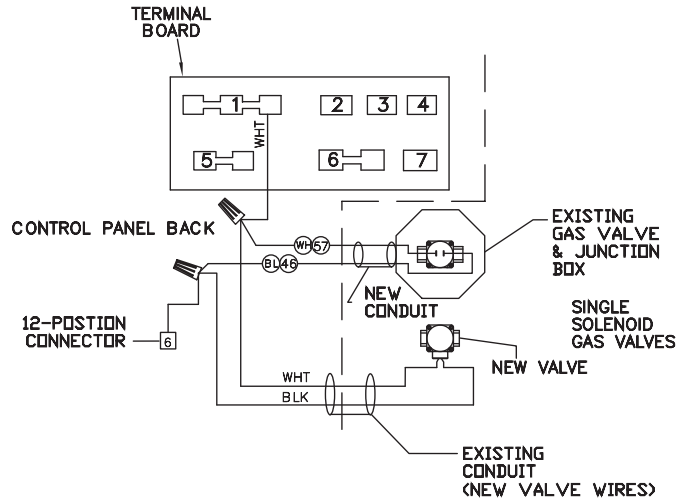 TERMINAL
BOARD
1
2
3
4
WHT
5
6
7
CONTROL PANEL BACK
WH 57
BL 46
EXISTING
GAS VALVE
& JUNCTION
BOX
NEW
CONDUIT
SINGLE
SOLENOID
GAS VALVES
12-POSTION
CONNECTOR
6
NEW VALVE
WHT
BLK
EXISTING
CONDUIT
(NEW VALVE WIRES)